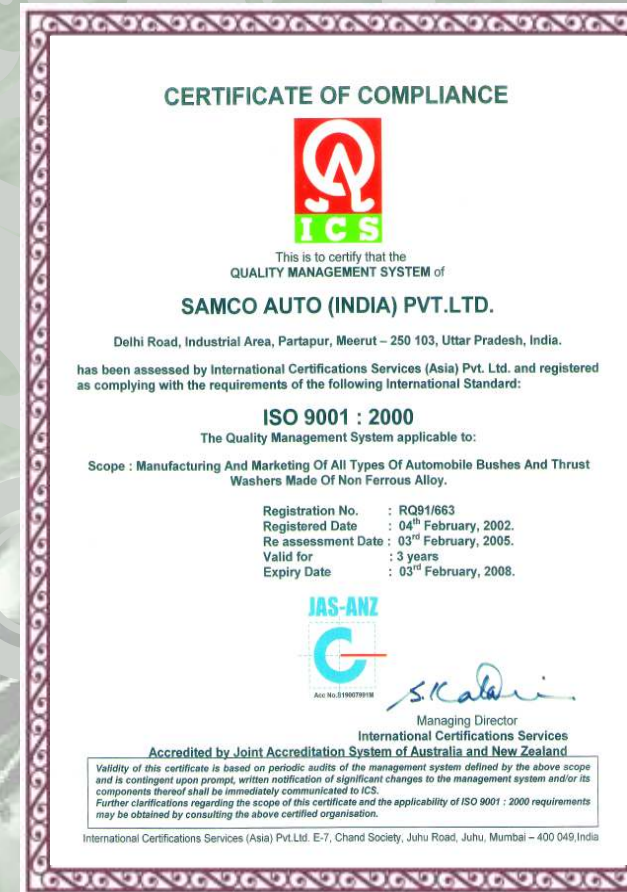 CERTIFICATE OF COMPLIANCE
ICS
This is to certify that the
QUALITY MANAGEMENT SYSTEM of
SAMCO AUTO (INDIA) PVT.LTD.
Delhi Road, Industrial Area, Partapur, Meerut – 250 103, Uttar Pradesh, India.
has been assessed by International Certifications Services (Asia) Pvt. Ltd. and registered
as complying with the requirements of the following International Standard:
ISO 9001 : 2000
The Quality Management System applicable to:
Scope : Manufacturing And Marketing Of All Types Of Automobile Bushes And Thrust
Washers Made Of Non Ferrous Alloy.
Registration No. : RQ91/663
Registered Date : 04th February, 2002.
Re assessment Date : 03rd February, 2005.
Valid for : 3 years
Expiry Date : 03rd February, 2008.
JAS-ANZ
Acc No.
Managing Director
International Certifications Services
Accredited by Joint Accreditation System of Australia and New Zealand
Validity of this certificate is based on periodic audits of the management system defined by the above scope
and is contingent upon prompt, written notification of significant changes to the management system and/or its
components thereof shall be immediately communicated to ICS.
Further clarifications regarding the scope of this certificate and the applicability of ISO 9001 : 2000 requirements
may be obtained by consulting the above certified organisation.
International Certifications Services (Asia) Pvt.Ltd. E-7, Chand Society, Juhu Road, Juhu, Mumbai – 400 049,India